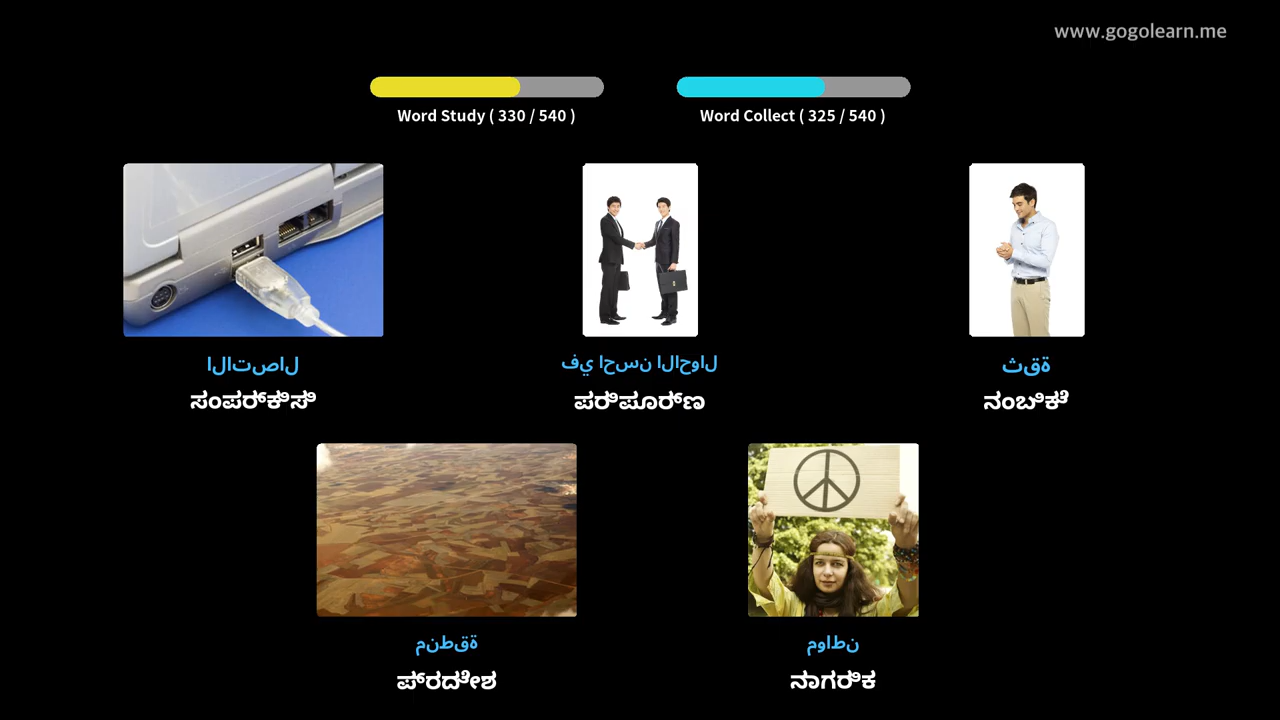 www.gogolearn.me
Word Study ( 330 / 540 )
Word Collect ( 325 / 540 )
الاتصال
في احسن الاحوال
ثقة
ಸಂಪರ್ಕಿಸಿ
ಪರಿಪೂರ್ಣ
ನಂಬಿಕೆ
منطقة
مواطن
ಪ್ರದೇಶ
ನಾಗರಿಕ